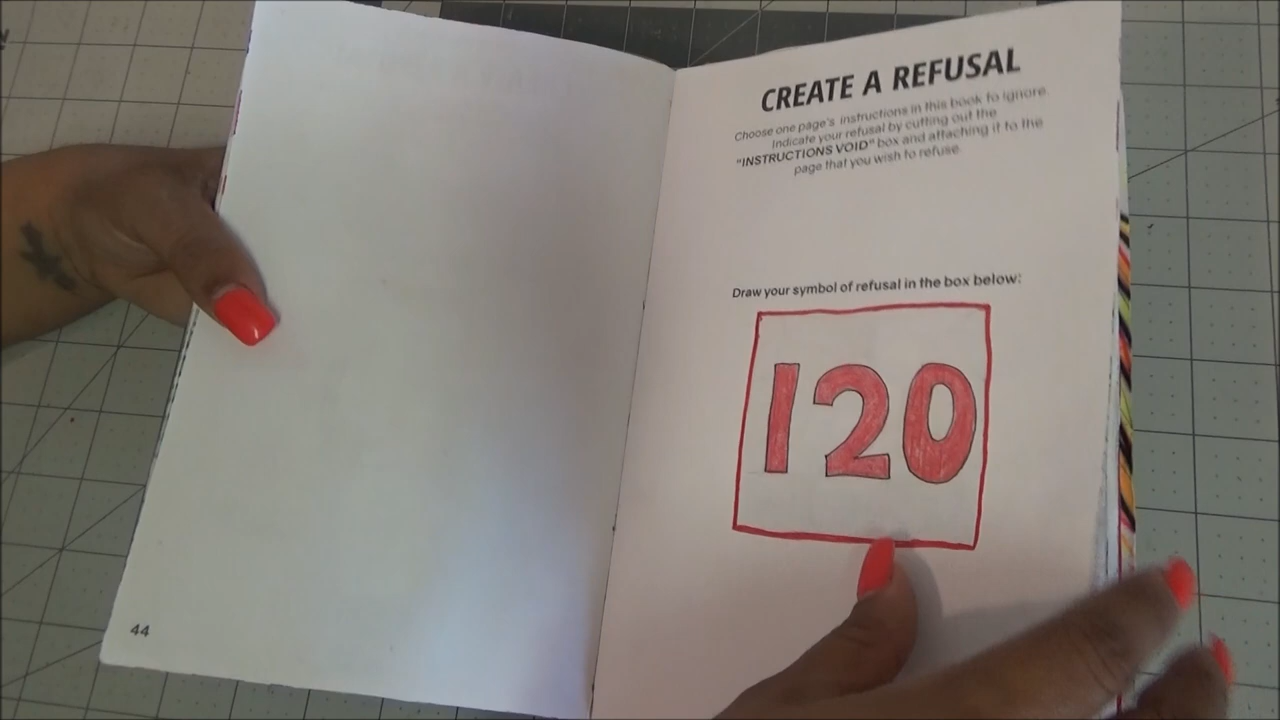 44
CREATE A REFUSAL
Choose one page's instructions in this book to ignore.
Indicate your refusal by cutting out the
"INSTRUCTIONS VOID" box and attaching it to the
page that you wish to refuse.
Draw your symbol of refusal in the box below:
120